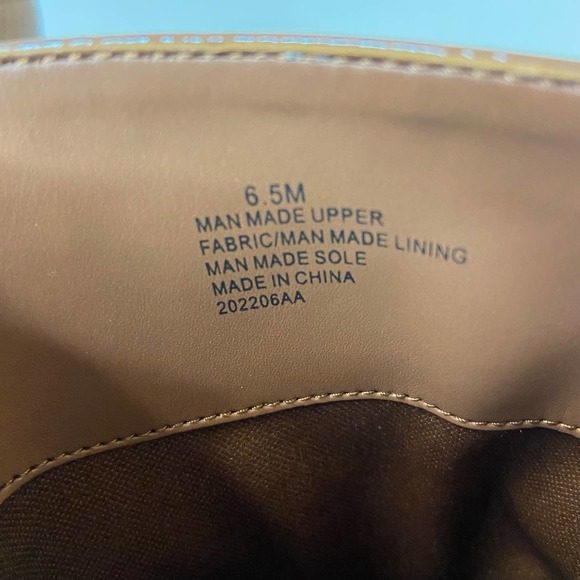 6.5M
MAN MADE UPPER
FABRIC/MAN MADE LINING
MAN MADE SOLE
MADE IN CHINA
202206AA